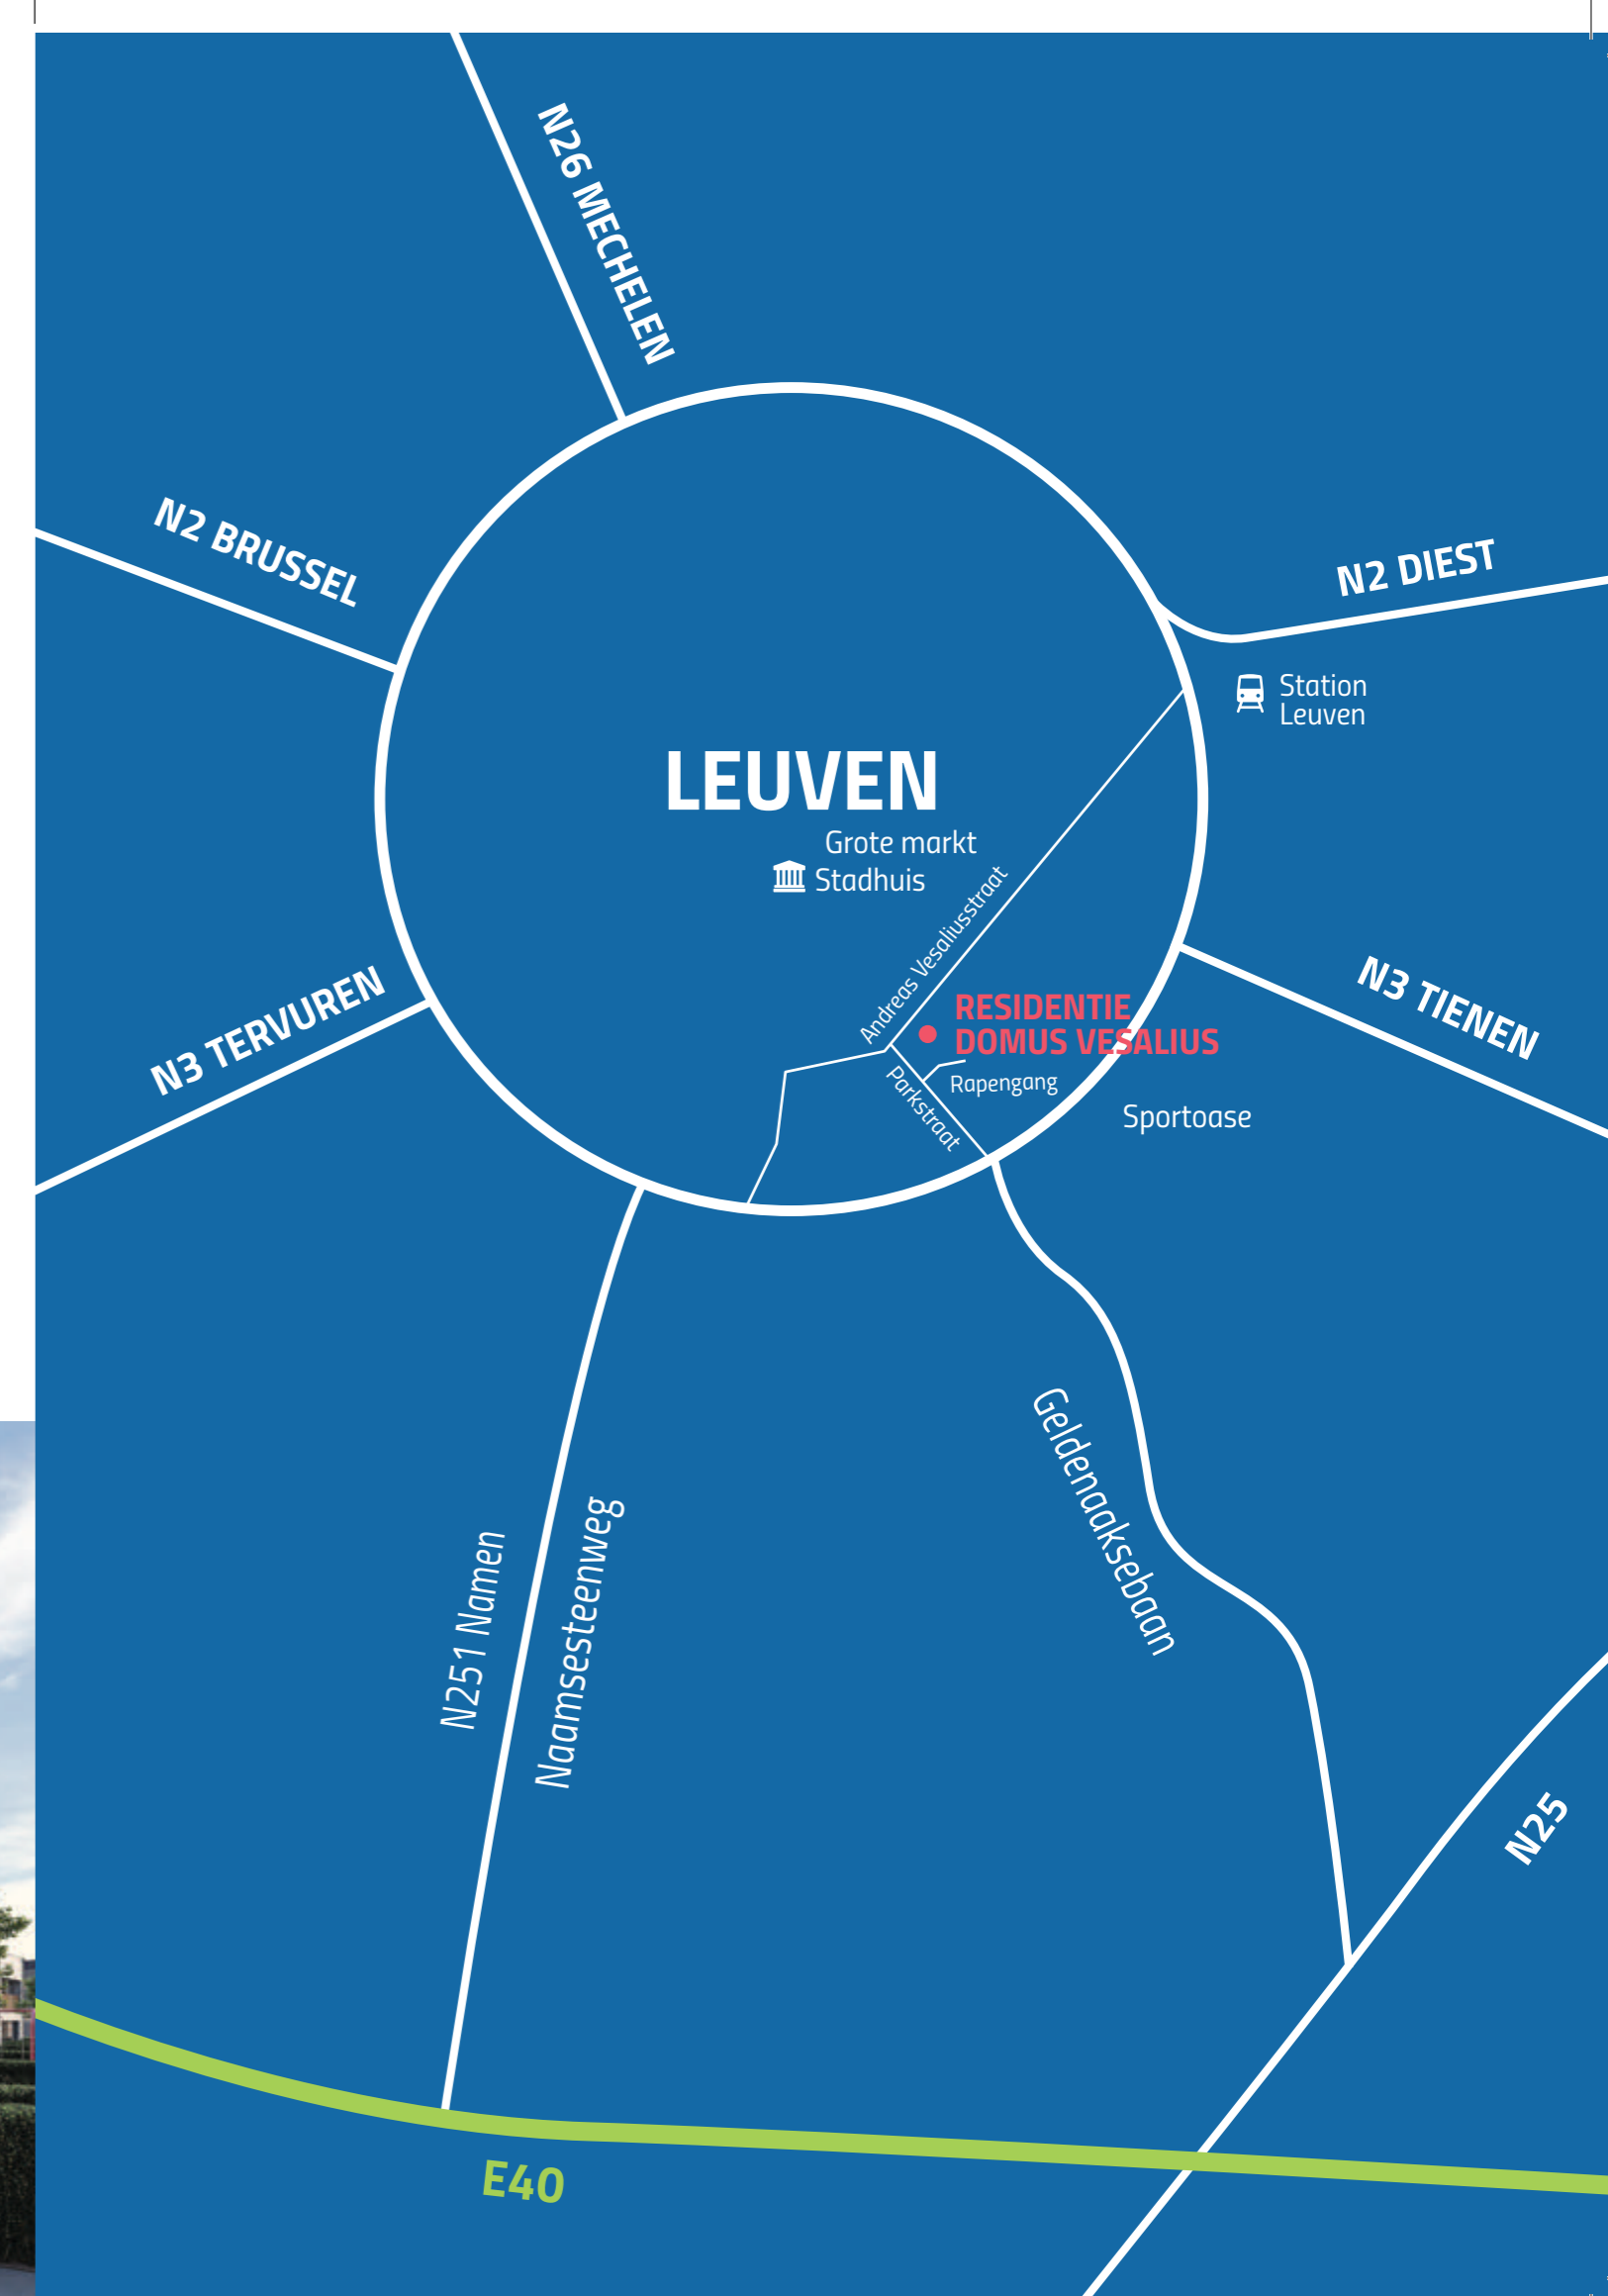 N26 MECHELEN
N2 BRUSSEL
N2 DIEST
Station
Leuven
LEUVEN
Grote markt
Stadhuis
Andreas Vesaliusstraat
N3 TERVUREN
N3 TIENEN
RESIDENTIE
DOMUS VESALIUS
Rapengang
Parkstraat
Sportoase
Geldenaaksebaan
N251 Namen
Naamsesteenweg
N25
E40